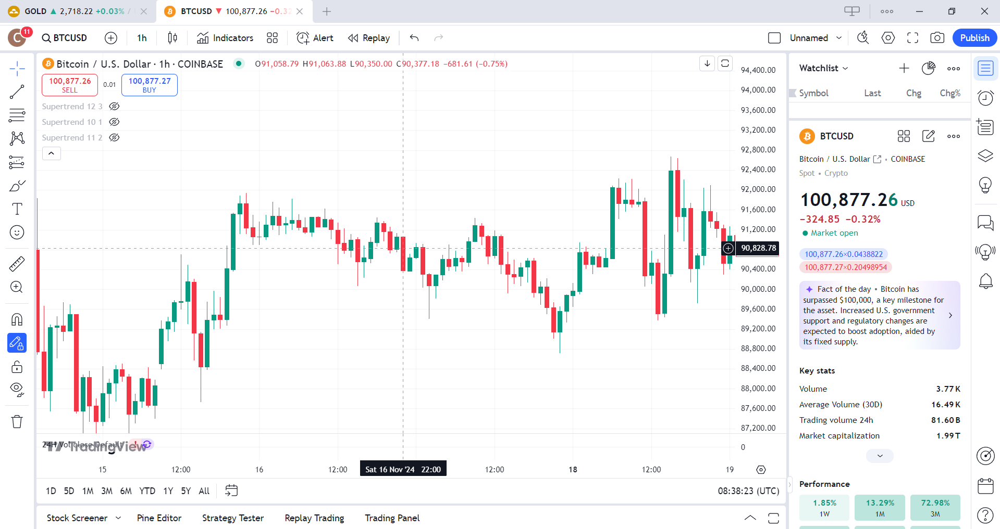 GOLD ▲ 2,718.22 +0.03% /
BTCUSD ▼ 100,877.26 −0.32
C
11
BTCUSD
1h
Indicators
Alert
Replay
Unnamed
Publish
Bitcoin / U.S. Dollar · 1h · COINBASE
O91,058.79 H91,063.88 L90,350.00 C90,377.18 −681.61 (−0.75%)
100,877.26
SELL
0.01
100,877.27
BUY
Supertrend 12 3
Supertrend 10 1
Supertrend 11 2
94,400.00
94,000.00
93,600.00
93,200.00
92,800.00
92,400.00
92,000.00
91,600.00
91,200.00
90,828.78
90,400.00
90,000.00
89,600.00
89,200.00
88,800.00
88,400.00
88,000.00
87,600.00
87,200.00
0
24H Vol close Default
TradingView
15
12:00
16
12:00
Sat 16 Nov '24 22:00
12:00
18
12:00
19
1D 5D 1M 3M 6M YTD 1Y 5Y All
08:38:23 (UTC)
Stock Screener
Pine Editor
Strategy Tester
Replay Trading
Trading Panel
Watchlist
Symbol Last Chg Chg%
BTCUSD
Bitcoin / U.S. Dollar • COINBASE
Spot • Crypto
100,877.26 USD
−324.85 −0.32%
Market open
100,877.26×0.0438822
100,877.27×0.20498954
Fact of the day • Bitcoin has
surpassed $100,000, a key milestone for
the asset. Increased U.S. government
support and regulatory changes are
expected to boost adoption, aided by
its fixed supply.
Key stats
Volume 3.77K
Average Volume (30D) 16.49K
Trading volume 24h 81.60B
Market capitalization 1.99T
Performance
1.85%
1W
13.29%
1M
72.98%
3M